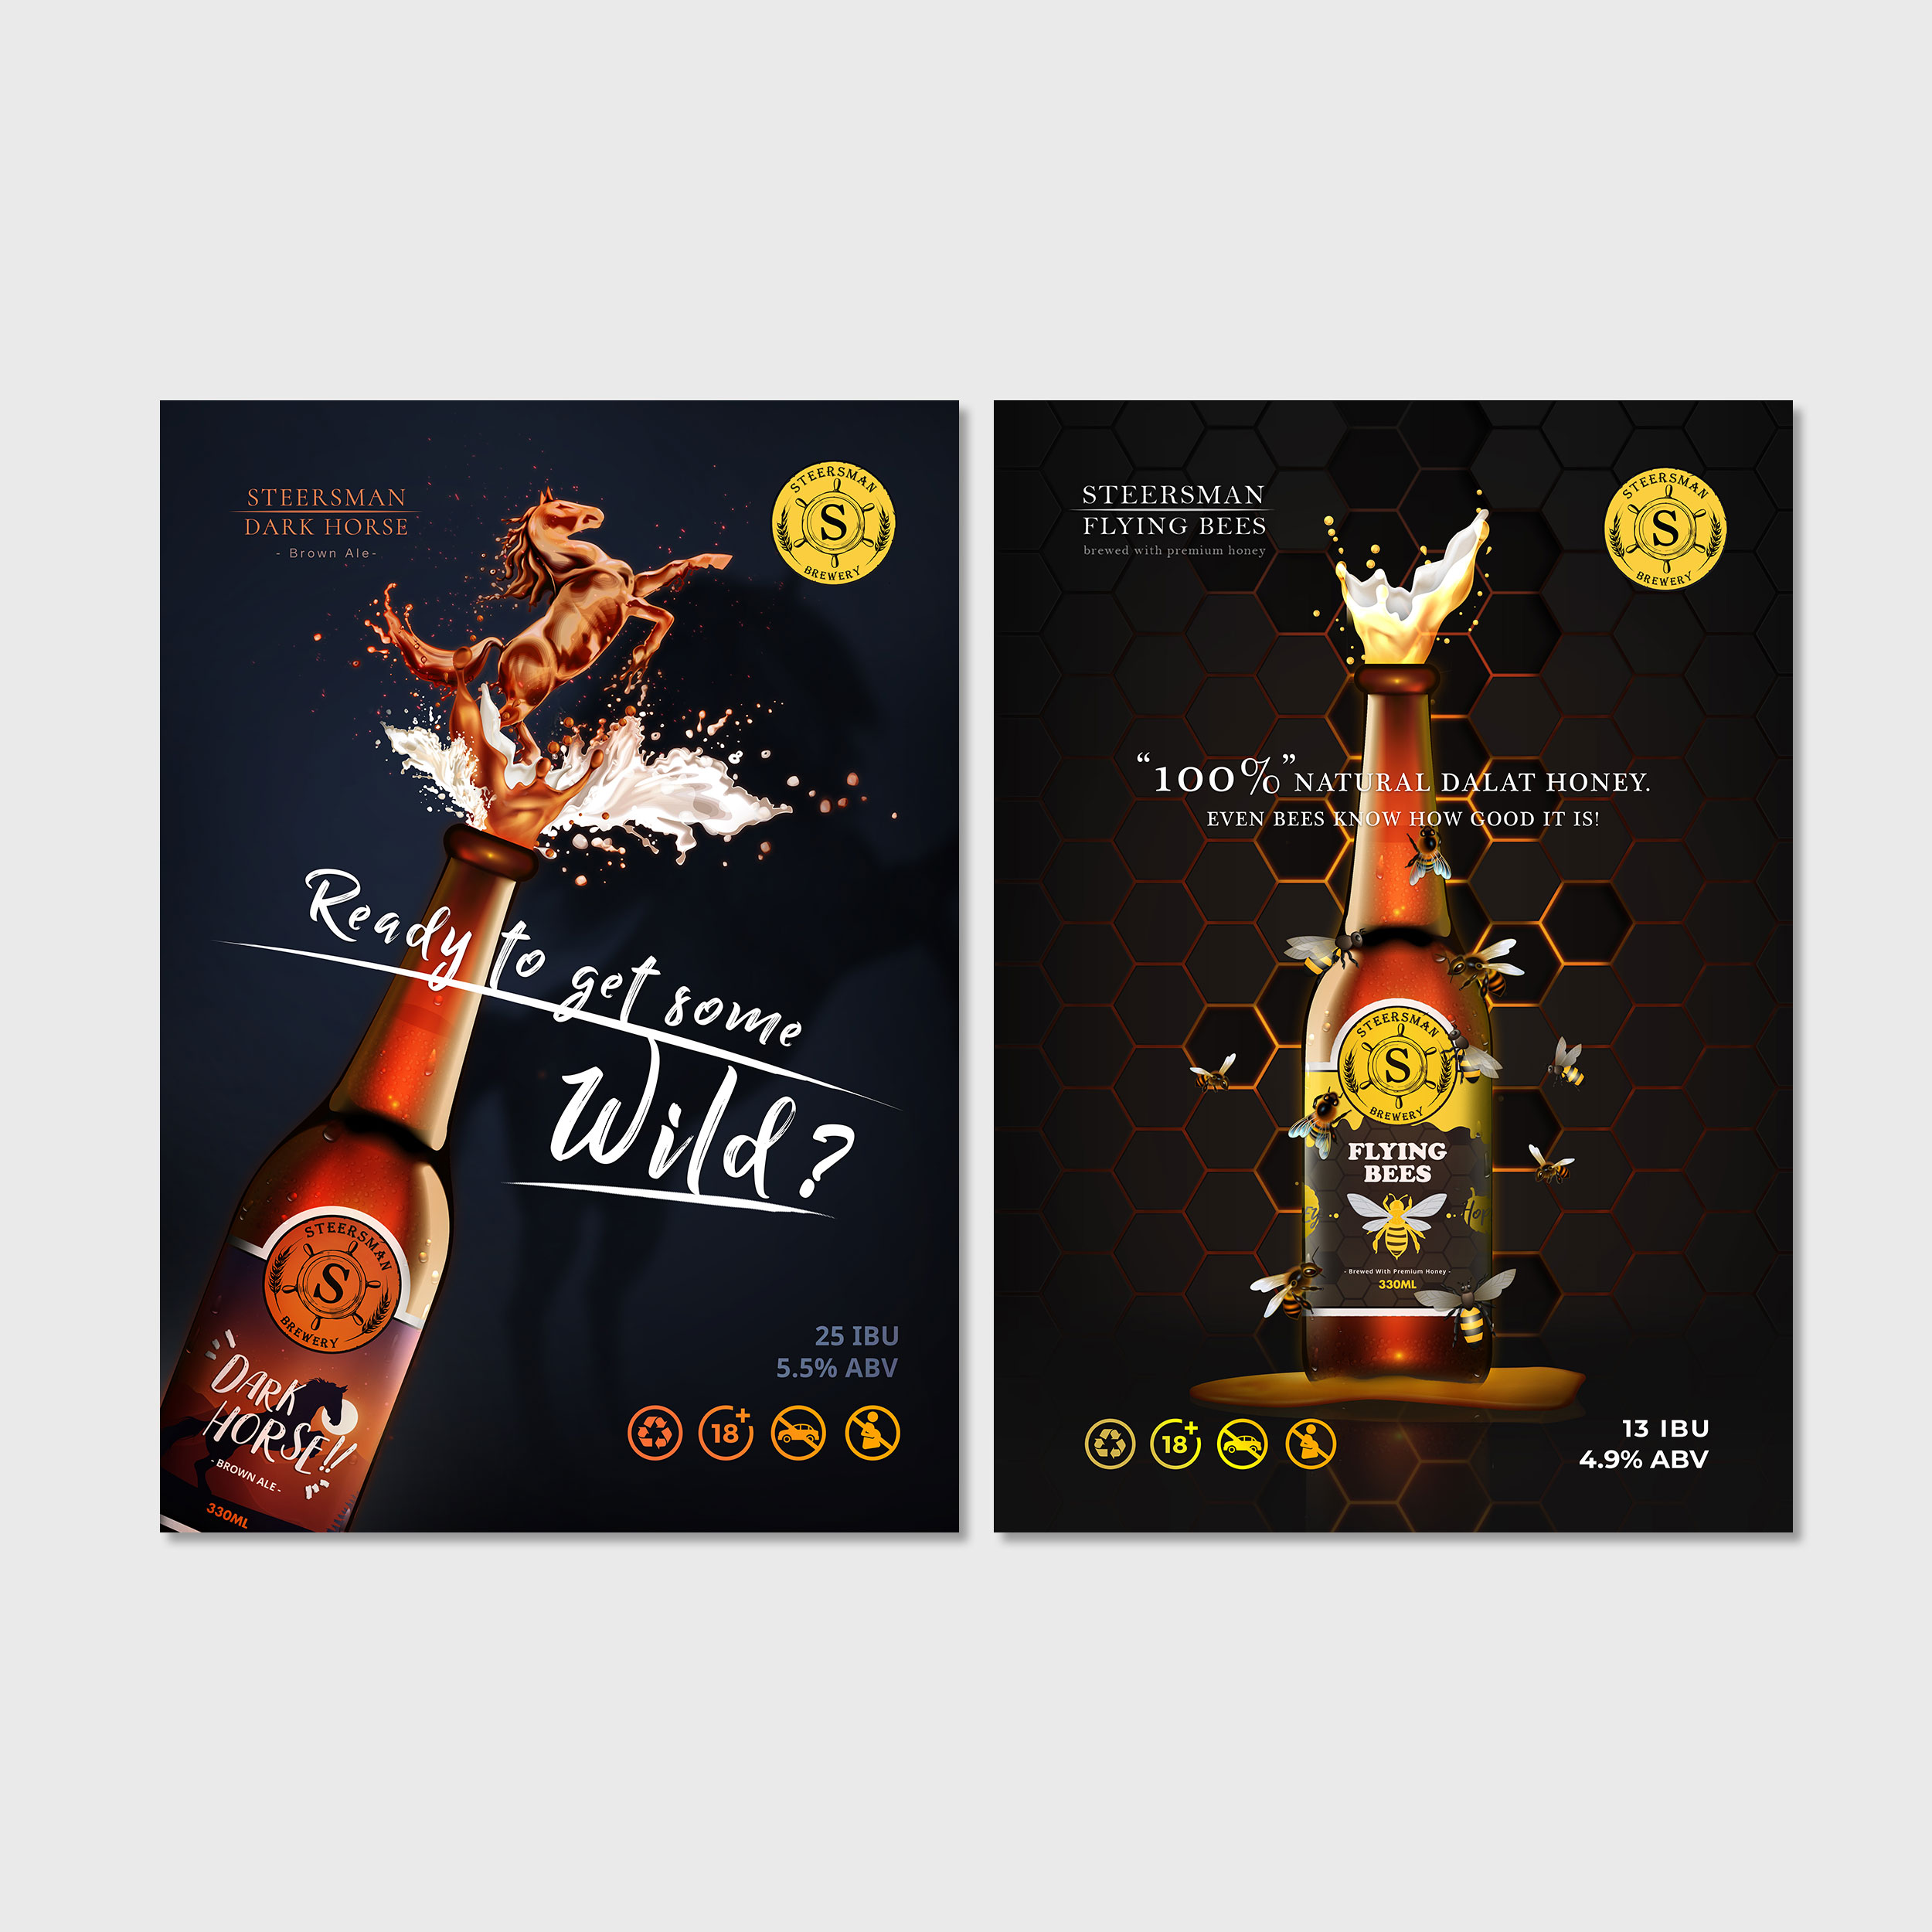 STEERSMAN
DARK HORSE
- Brown Ale-
STEERSMAN
S
BREWERY
Ready to get some
Wild?
STEERSMAN
S
BREWERY
DARK
HORSE!!
- BROWN ALE -
330ML
25 IBU
5.5% ABV
18+
STEERSMAN
FLYING BEES
brewed with premium honey
STEERSMAN
S
BREWERY
“100%” NATURAL DALAT HONEY.
EVEN BEES KNOW HOW GOOD IT IS!
STEERSMAN
S
BREWERY
FLYING
BEES
- Brewed With Premium Honey -
330ML
18+
13 IBU
4.9% ABV